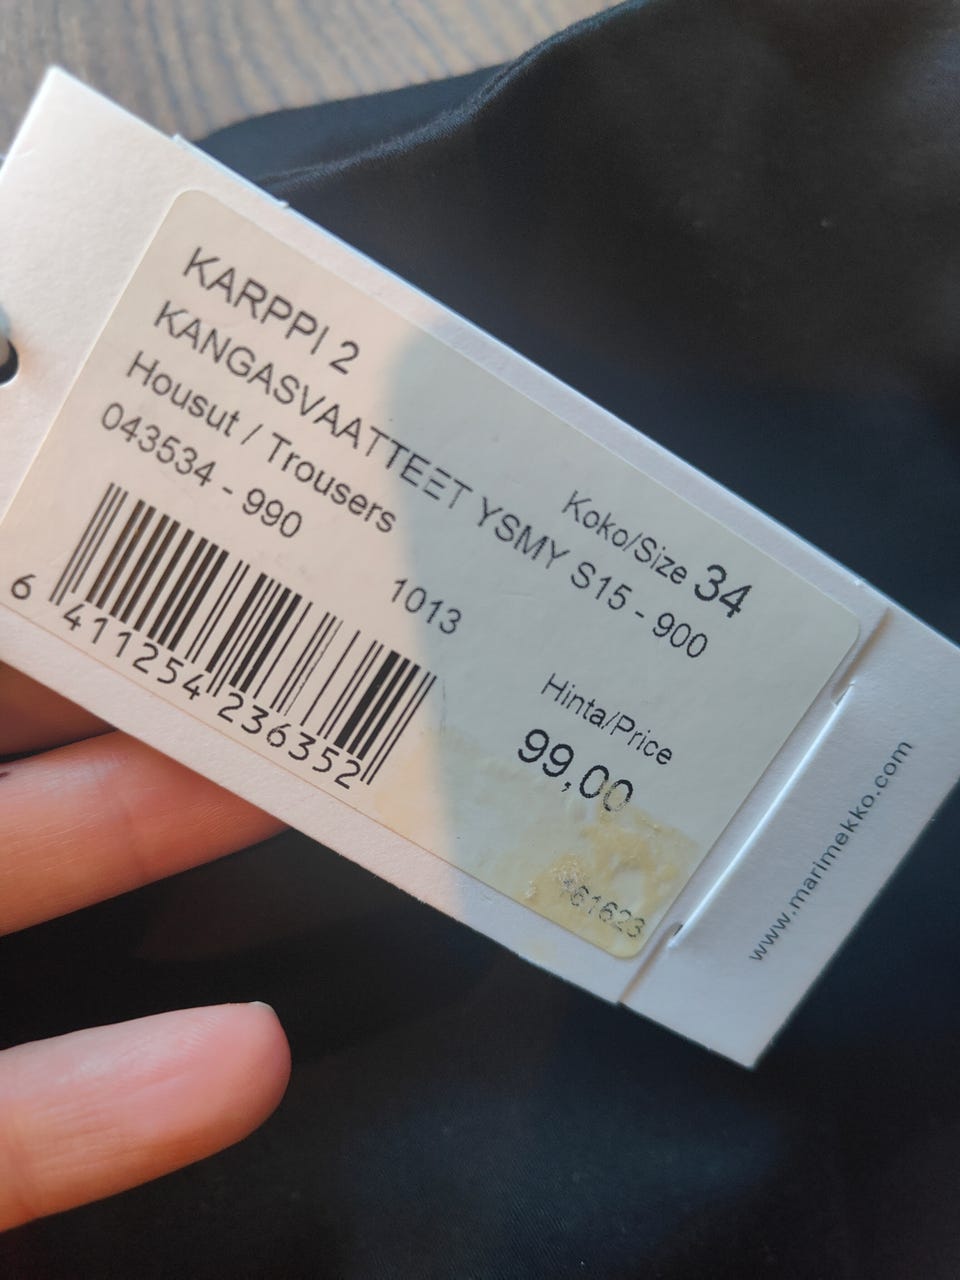 KARPPI 2
KANGASVAATTEET YSMY S15 - 900
Housut / Trousers
Koko/Size 34
043534 - 990
1013
6 411254 236352
Hinta/Price
99,00
*61623
www.marimekko.com